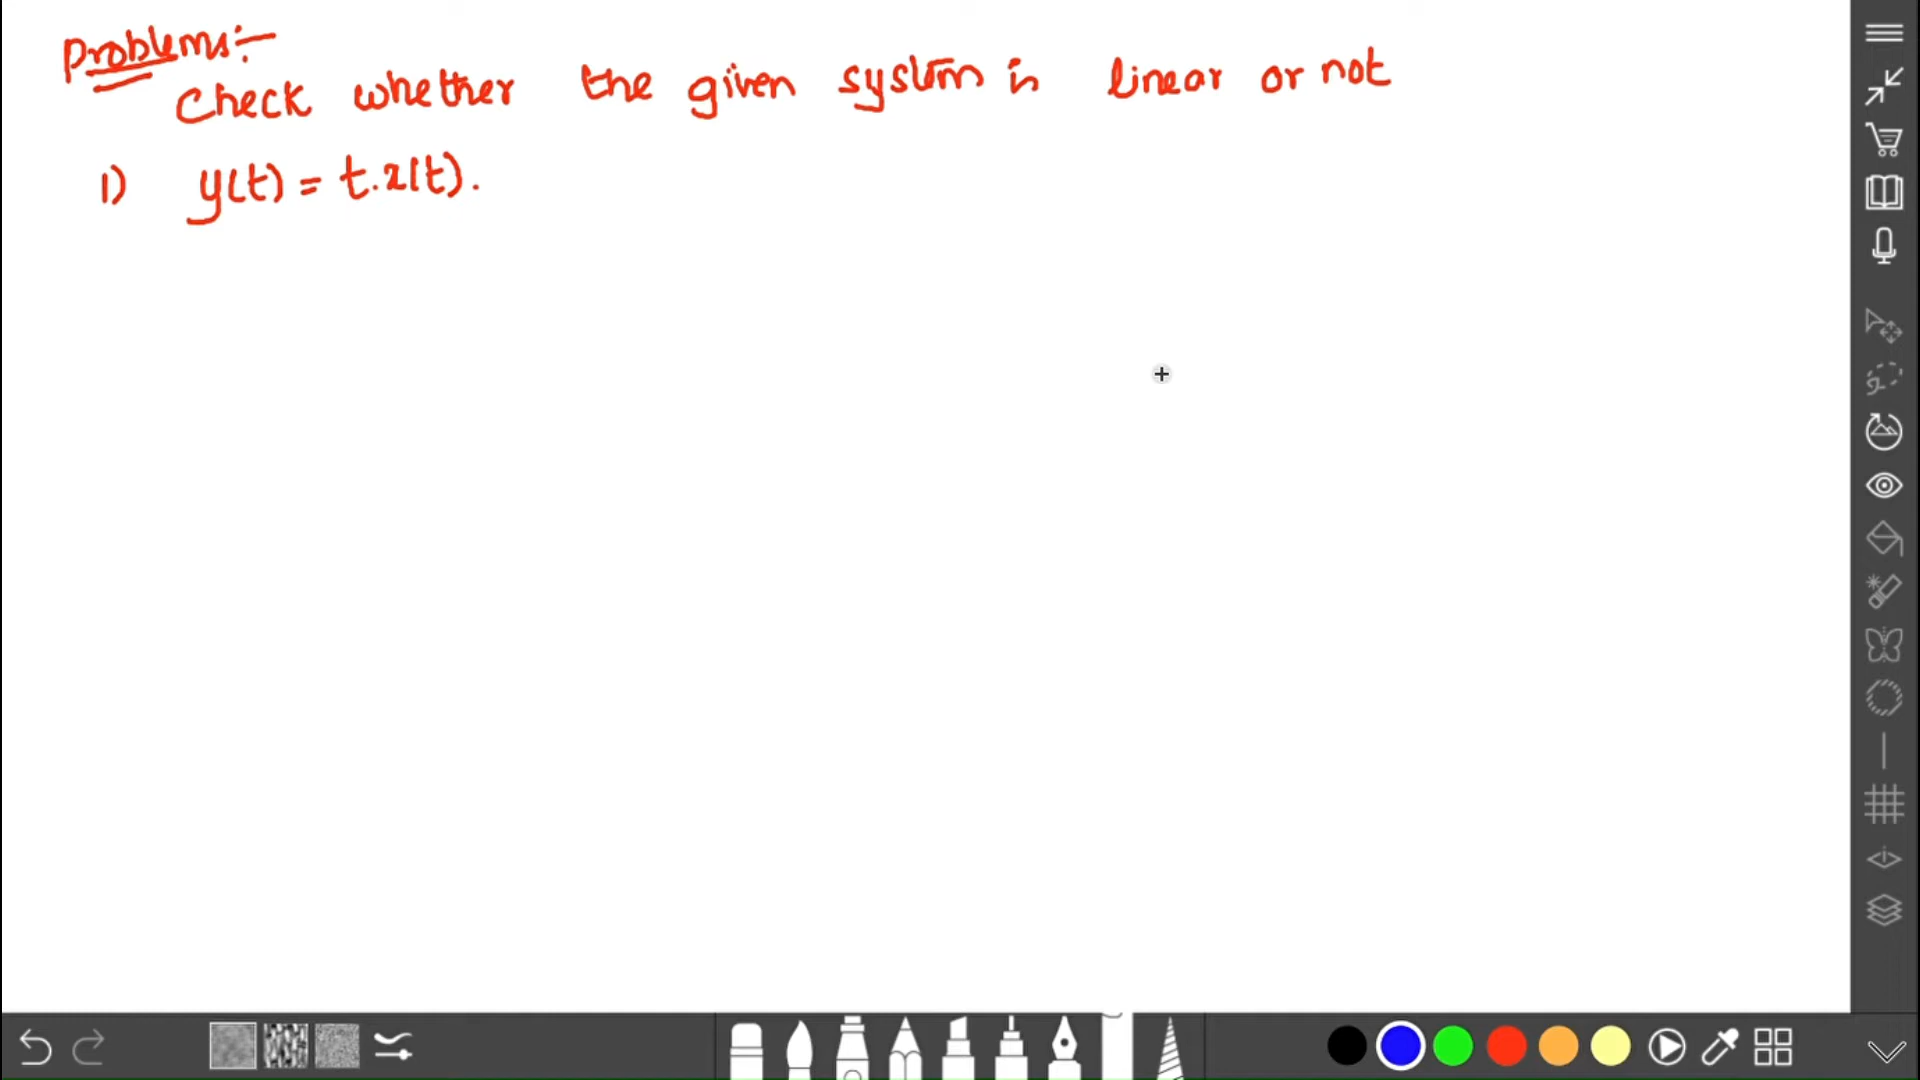 Problems:-
Check whether the given system is linear or not
1) y(t) = t.x(t).